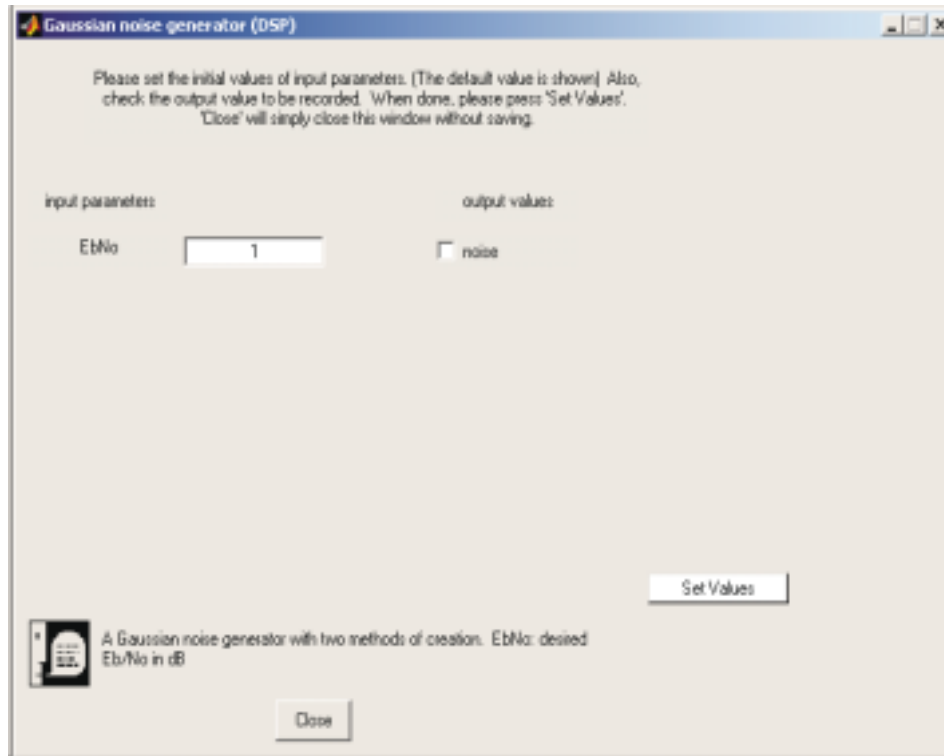 Gaussian noise generator (DSP)
Please set the initial values of input parameters. (The default value is shown) Also,
check the output value to be recorded. When done, please press 'Set Values'.
'Close' will simply close this window without saving.
input parameters
output values
EbNo
1
noise
Set Values
A Gaussian noise generator with two methods of creation. EbNo: desired
Eb/No in dB
Close